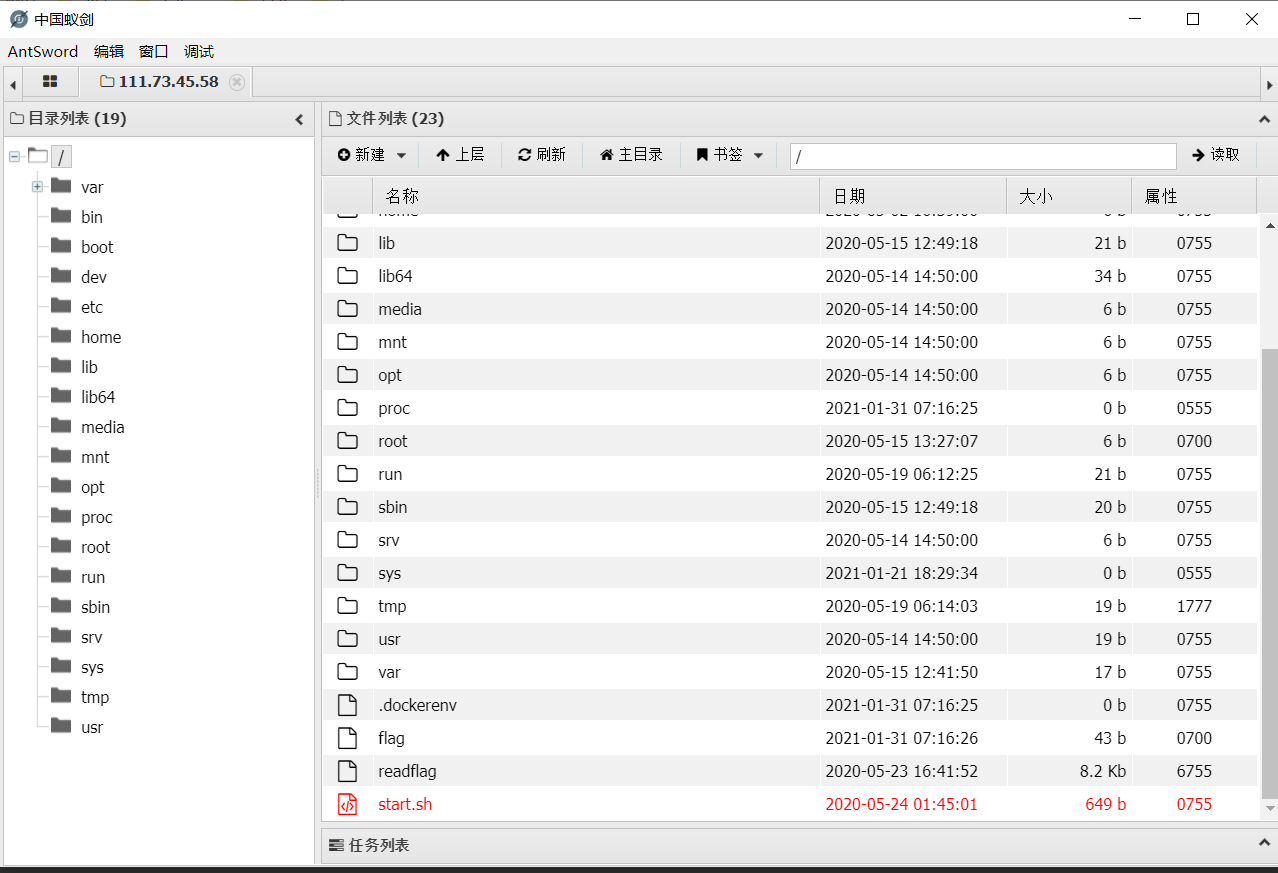 中国蚁剑
AntSword 编辑 窗口 调试
111.73.45.58
目录列表 (19)
/
var
bin
boot
dev
etc
home
lib
lib64
media
mnt
opt
proc
root
run
sbin
srv
sys
tmp
usr
文件列表 (23)
新建 上层 刷新 主目录 书签 / 读取
名称 日期 大小 属性
lib 2020-05-15 12:49:18 21 b 0755
lib64 2020-05-14 14:50:00 34 b 0755
media 2020-05-14 14:50:00 6 b 0755
mnt 2020-05-14 14:50:00 6 b 0755
opt 2020-05-14 14:50:00 6 b 0755
proc 2021-01-31 07:16:25 0 b 0555
root 2020-05-15 13:27:07 6 b 0700
run 2020-05-19 06:12:25 21 b 0755
sbin 2020-05-15 12:49:18 20 b 0755
srv 2020-05-14 14:50:00 6 b 0755
sys 2021-01-21 18:29:34 0 b 0555
tmp 2020-05-19 06:14:03 19 b 1777
usr 2020-05-14 14:50:00 19 b 0755
var 2020-05-15 12:41:50 17 b 0755
.dockerenv 2021-01-31 07:16:25 0 b 0755
flag 2021-01-31 07:16:26 43 b 0700
readflag 2020-05-23 16:41:52 8.2 Kb 6755
start.sh 2020-05-24 01:45:01 649 b 0755
任务列表